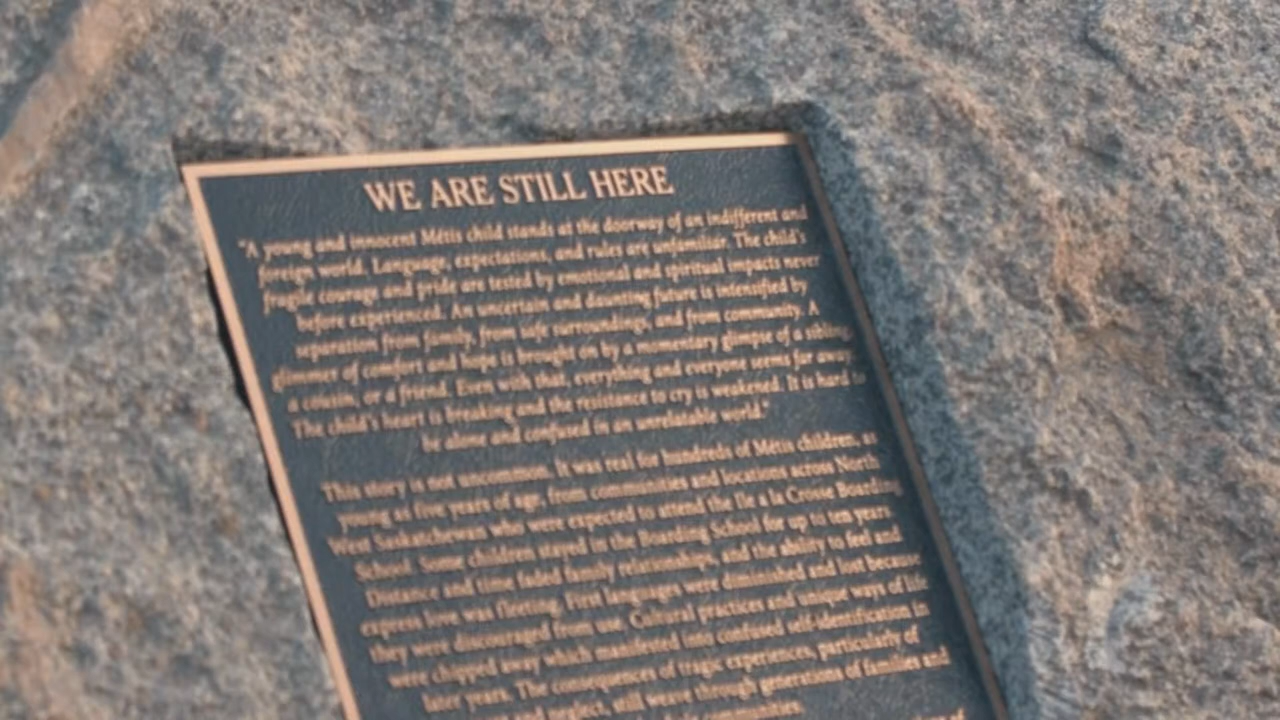 WE ARE STILL HERE
"A young and innocent Métis child stands at the doorway of an indifferent and
foreign world. Language, expectations, and rules are unfamiliar. The child's
fragile courage and pride are tested by emotional and spiritual impacts never
before experienced. An uncertain and daunting future is intensified by
separation from family, from safe surroundings, and from community. A
glimmer of comfort and hope is brought on by a momentary glimpse of a sibling,
a cousin, or a friend. Even with that, everything and everyone seems far away.
The child's heart is breaking and the resistance to cry is weakened. It is hard to
be alone and confused in an unrelatable world."
This story is not uncommon. It was real for hundreds of Métis children, as
young as five years of age, from communities and locations across North
West Saskatchewan who were expected to attend the Ile a la Crosse Boarding
School. Some children stayed in the Boarding School for up to ten years.
Distance and time faded family relationships, and the ability to feel and
express love was fleeting. First languages were diminished and lost because
they were discouraged from use. Cultural practices and unique ways of life
were chipped away which manifested into confused self-identification in
later years. The consequences of tragic experiences, particularly of
and neglect, still weave through generations of families and
communities.